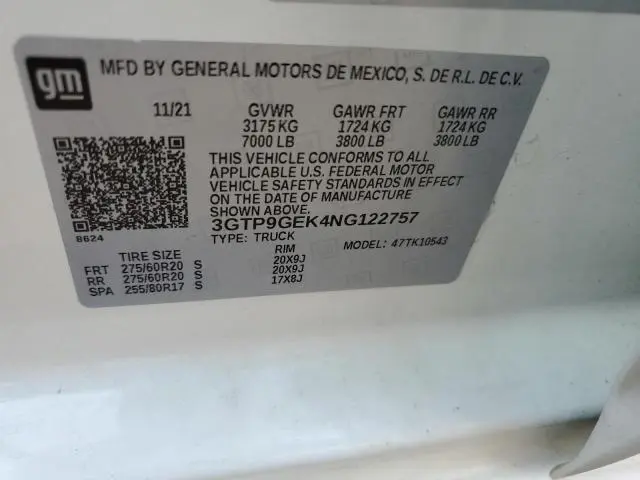 gm
MFD BY GENERAL MOTORS DE MEXICO, S. DE R.L. DE C.V.
11/21 GVWR GAWR FRT GAWR RR
3175 KG 1724 KG 1724 KG
7000 LB 3800 LB 3800 LB
THIS VEHICLE CONFORMS TO ALL
APPLICABLE U.S. FEDERAL MOTOR
VEHICLE SAFETY STANDARDS IN EFFECT
ON THE DATE OF MANUFACTURE
SHOWN ABOVE.
3GTP9GEK4NG122757
8624
TYPE: TRUCK MODEL: 47TK10543
TIRE SIZE RIM
FRT 275/60R20 S 20X9J
RR 275/60R20 S 20X9J
SPA 255/80R17 S 17X8J